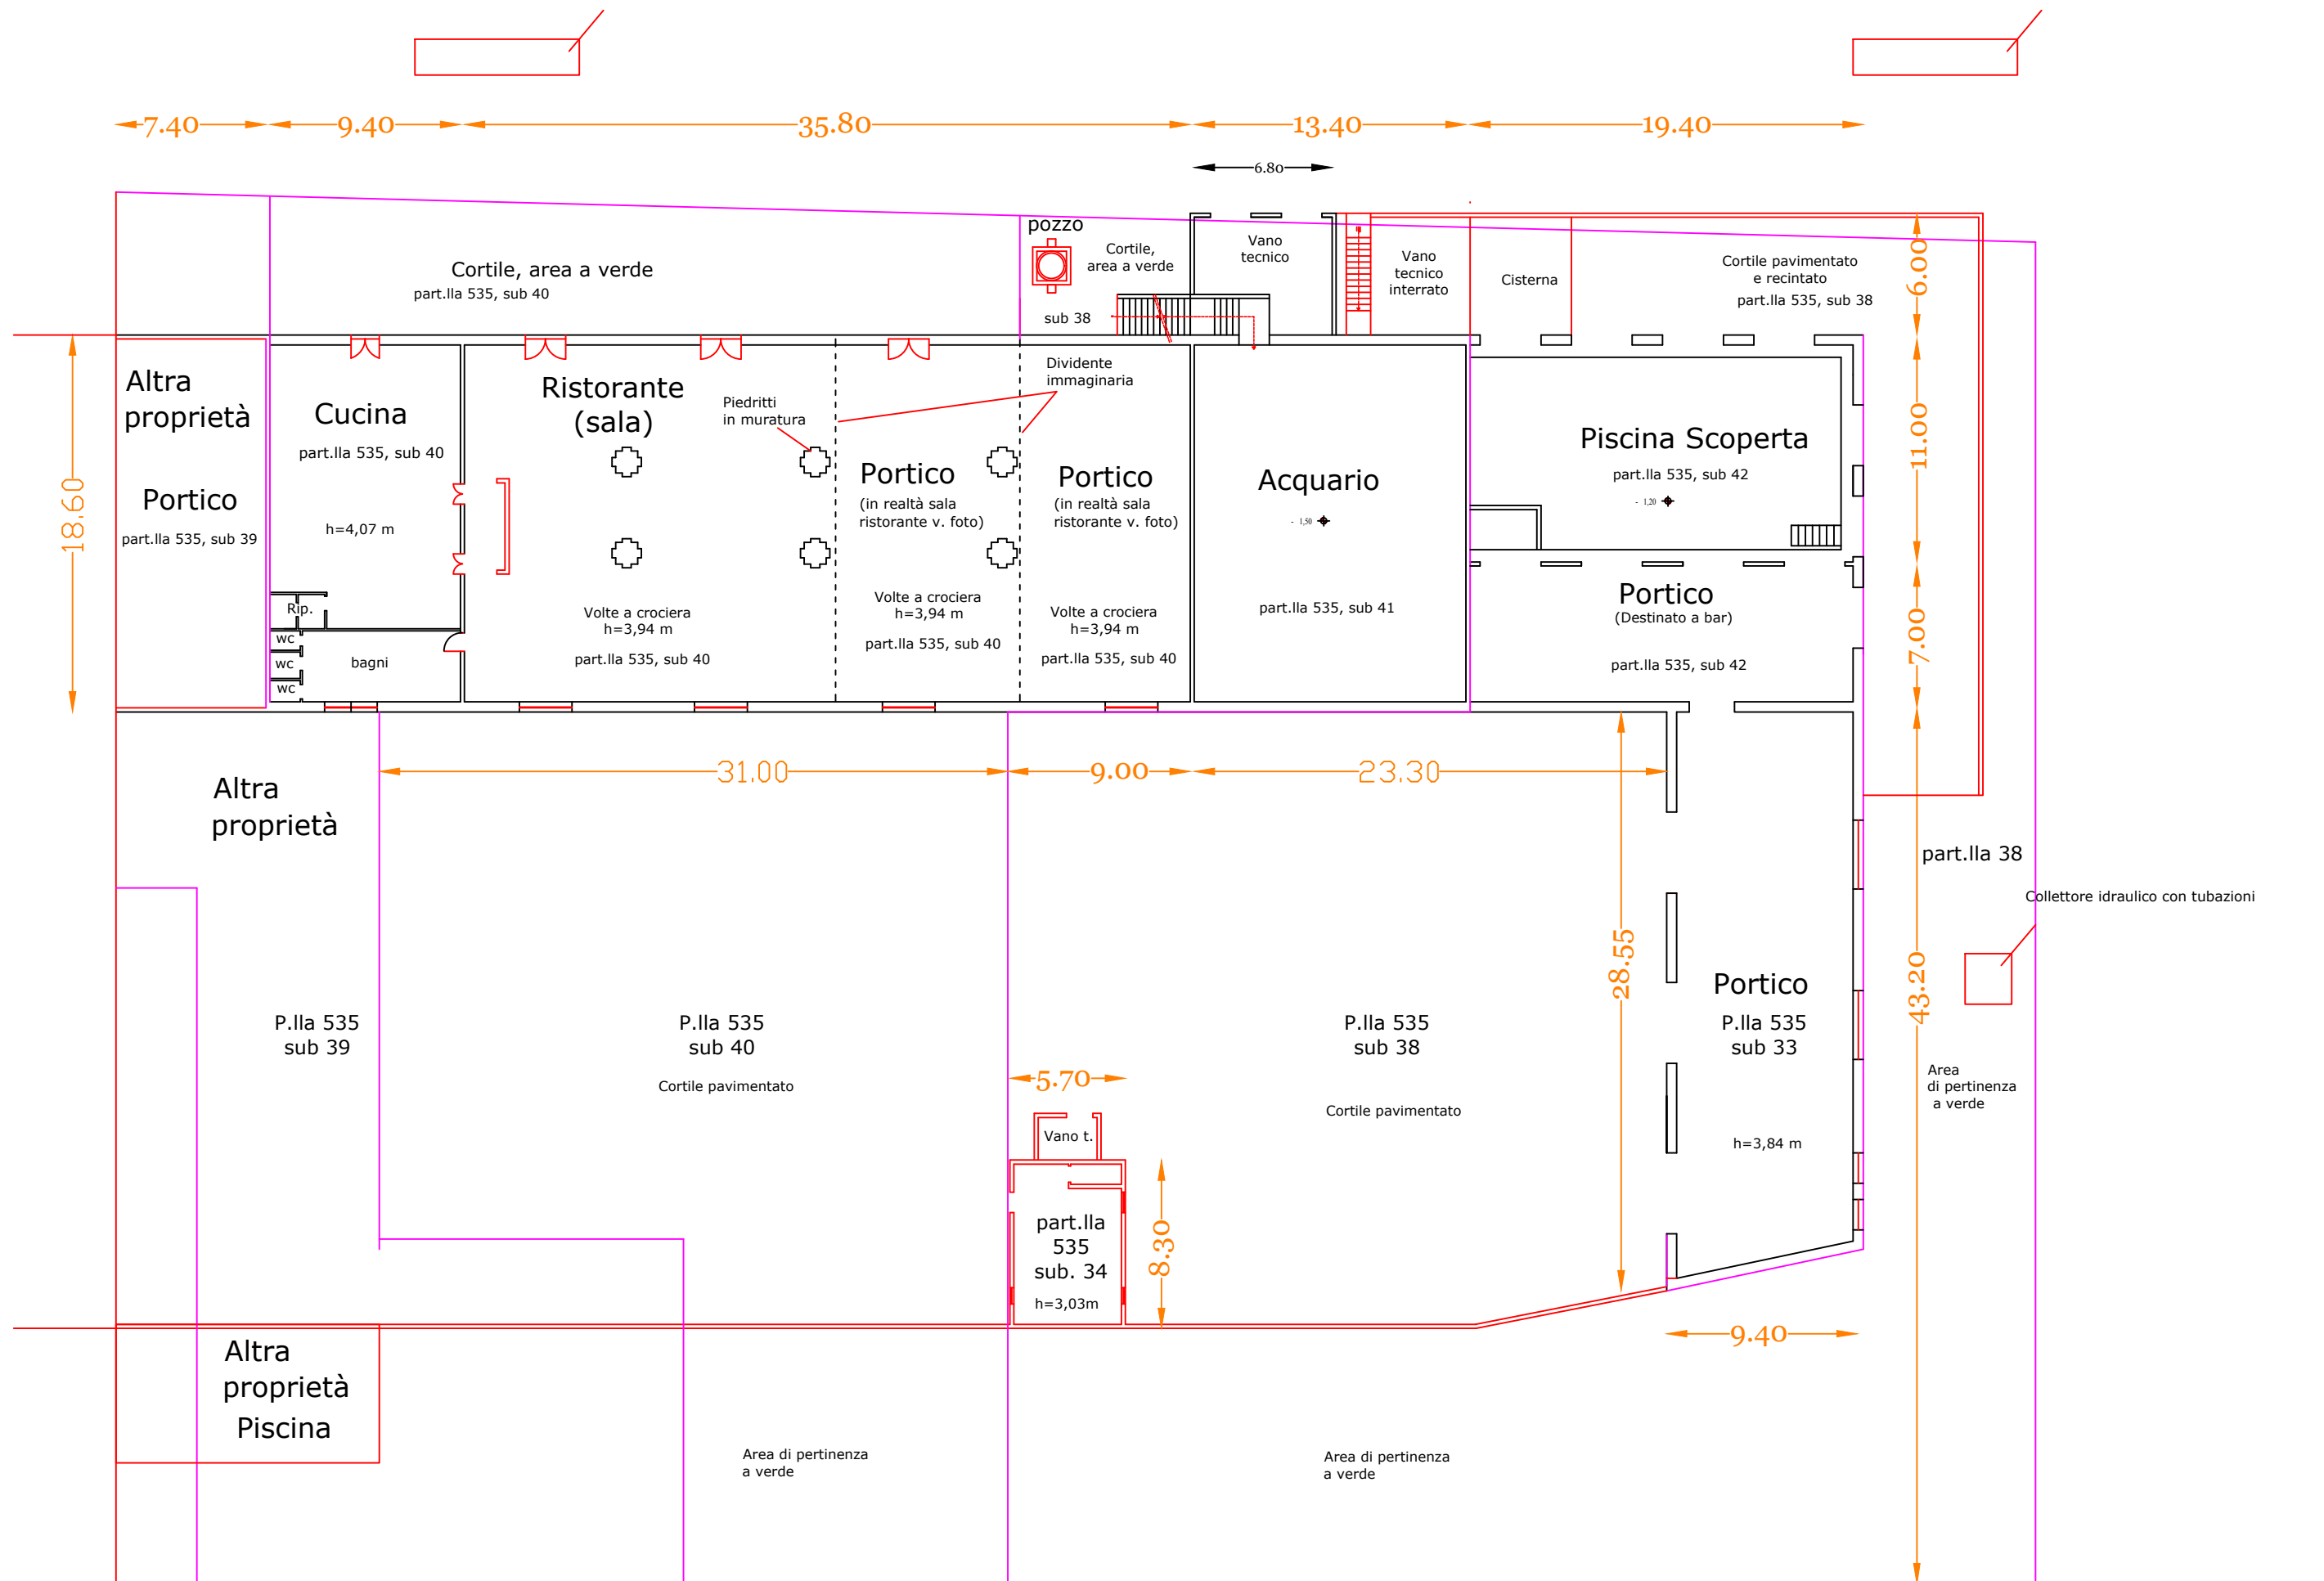 7.40
9.40
35.80
13.40
19.40
6.80
pozzo
Cortile, area a verde
part.lla 535, sub 40
Cortile,
area a verde
sub 38
Vano
tecnico
Vano
tecnico
interrato
Cisterna
Cortile pavimentato
e recintato
part.lla 535, sub 38
6.00
18.60
Altra
proprietà
Portico
part.lla 535, sub 39
Cucina
part.lla 535, sub 40
h=4,07 m
Rip.
wc
wc
wc
bagni
Ristorante
(sala)
Piedritti
in muratura
Volte a crociera
h=3,94 m
part.lla 535, sub 40
Dividente
immaginaria
Portico
(in realtà sala
ristorante v. foto)
Volte a crociera
h=3,94 m
part.lla 535, sub 40
Portico
(in realtà sala
ristorante v. foto)
Volte a crociera
h=3,94 m
part.lla 535, sub 40
Acquario
- 1,50
part.lla 535, sub 41
Piscina Scoperta
part.lla 535, sub 42
- 1,20
11.00
Portico
(Destinato a bar)
part.lla 535, sub 42
7.00
31.00
9.00
23.30
Altra
proprietà
P.lla 535
sub 39
P.lla 535
sub 40
Cortile pavimentato
P.lla 535
sub 38
Cortile pavimentato
28.55
Portico
P.lla 535
sub 33
h=3,84 m
43.20
part.lla 38
Collettore idraulico con tubazioni
Area
di pertinenza
a verde
5.70
Vano t.
part.lla
535
sub. 34
h=3,03m
8.30
9.40
Altra
proprietà
Piscina
Area di pertinenza
a verde
Area di pertinenza
a verde